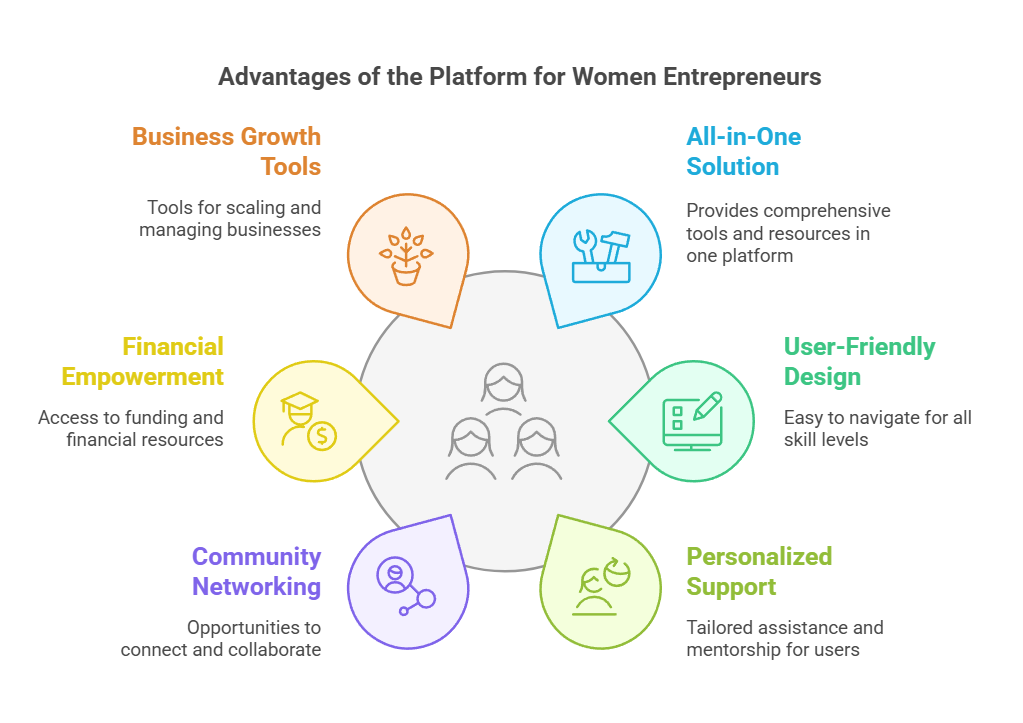 Advantages of the Platform for Women Entrepreneurs
Business Growth
Tools
Tools for scaling and
managing businesses
All-in-One
Solution
Provides comprehensive
tools and resources in
one platform
Financial
Empowerment
Access to funding and
financial resources
$
User-Friendly
Design
Easy to navigate for all
skill levels
Community
Networking
Opportunities to
connect and collaborate
Personalized
Support
Tailored assistance and
mentorship for users